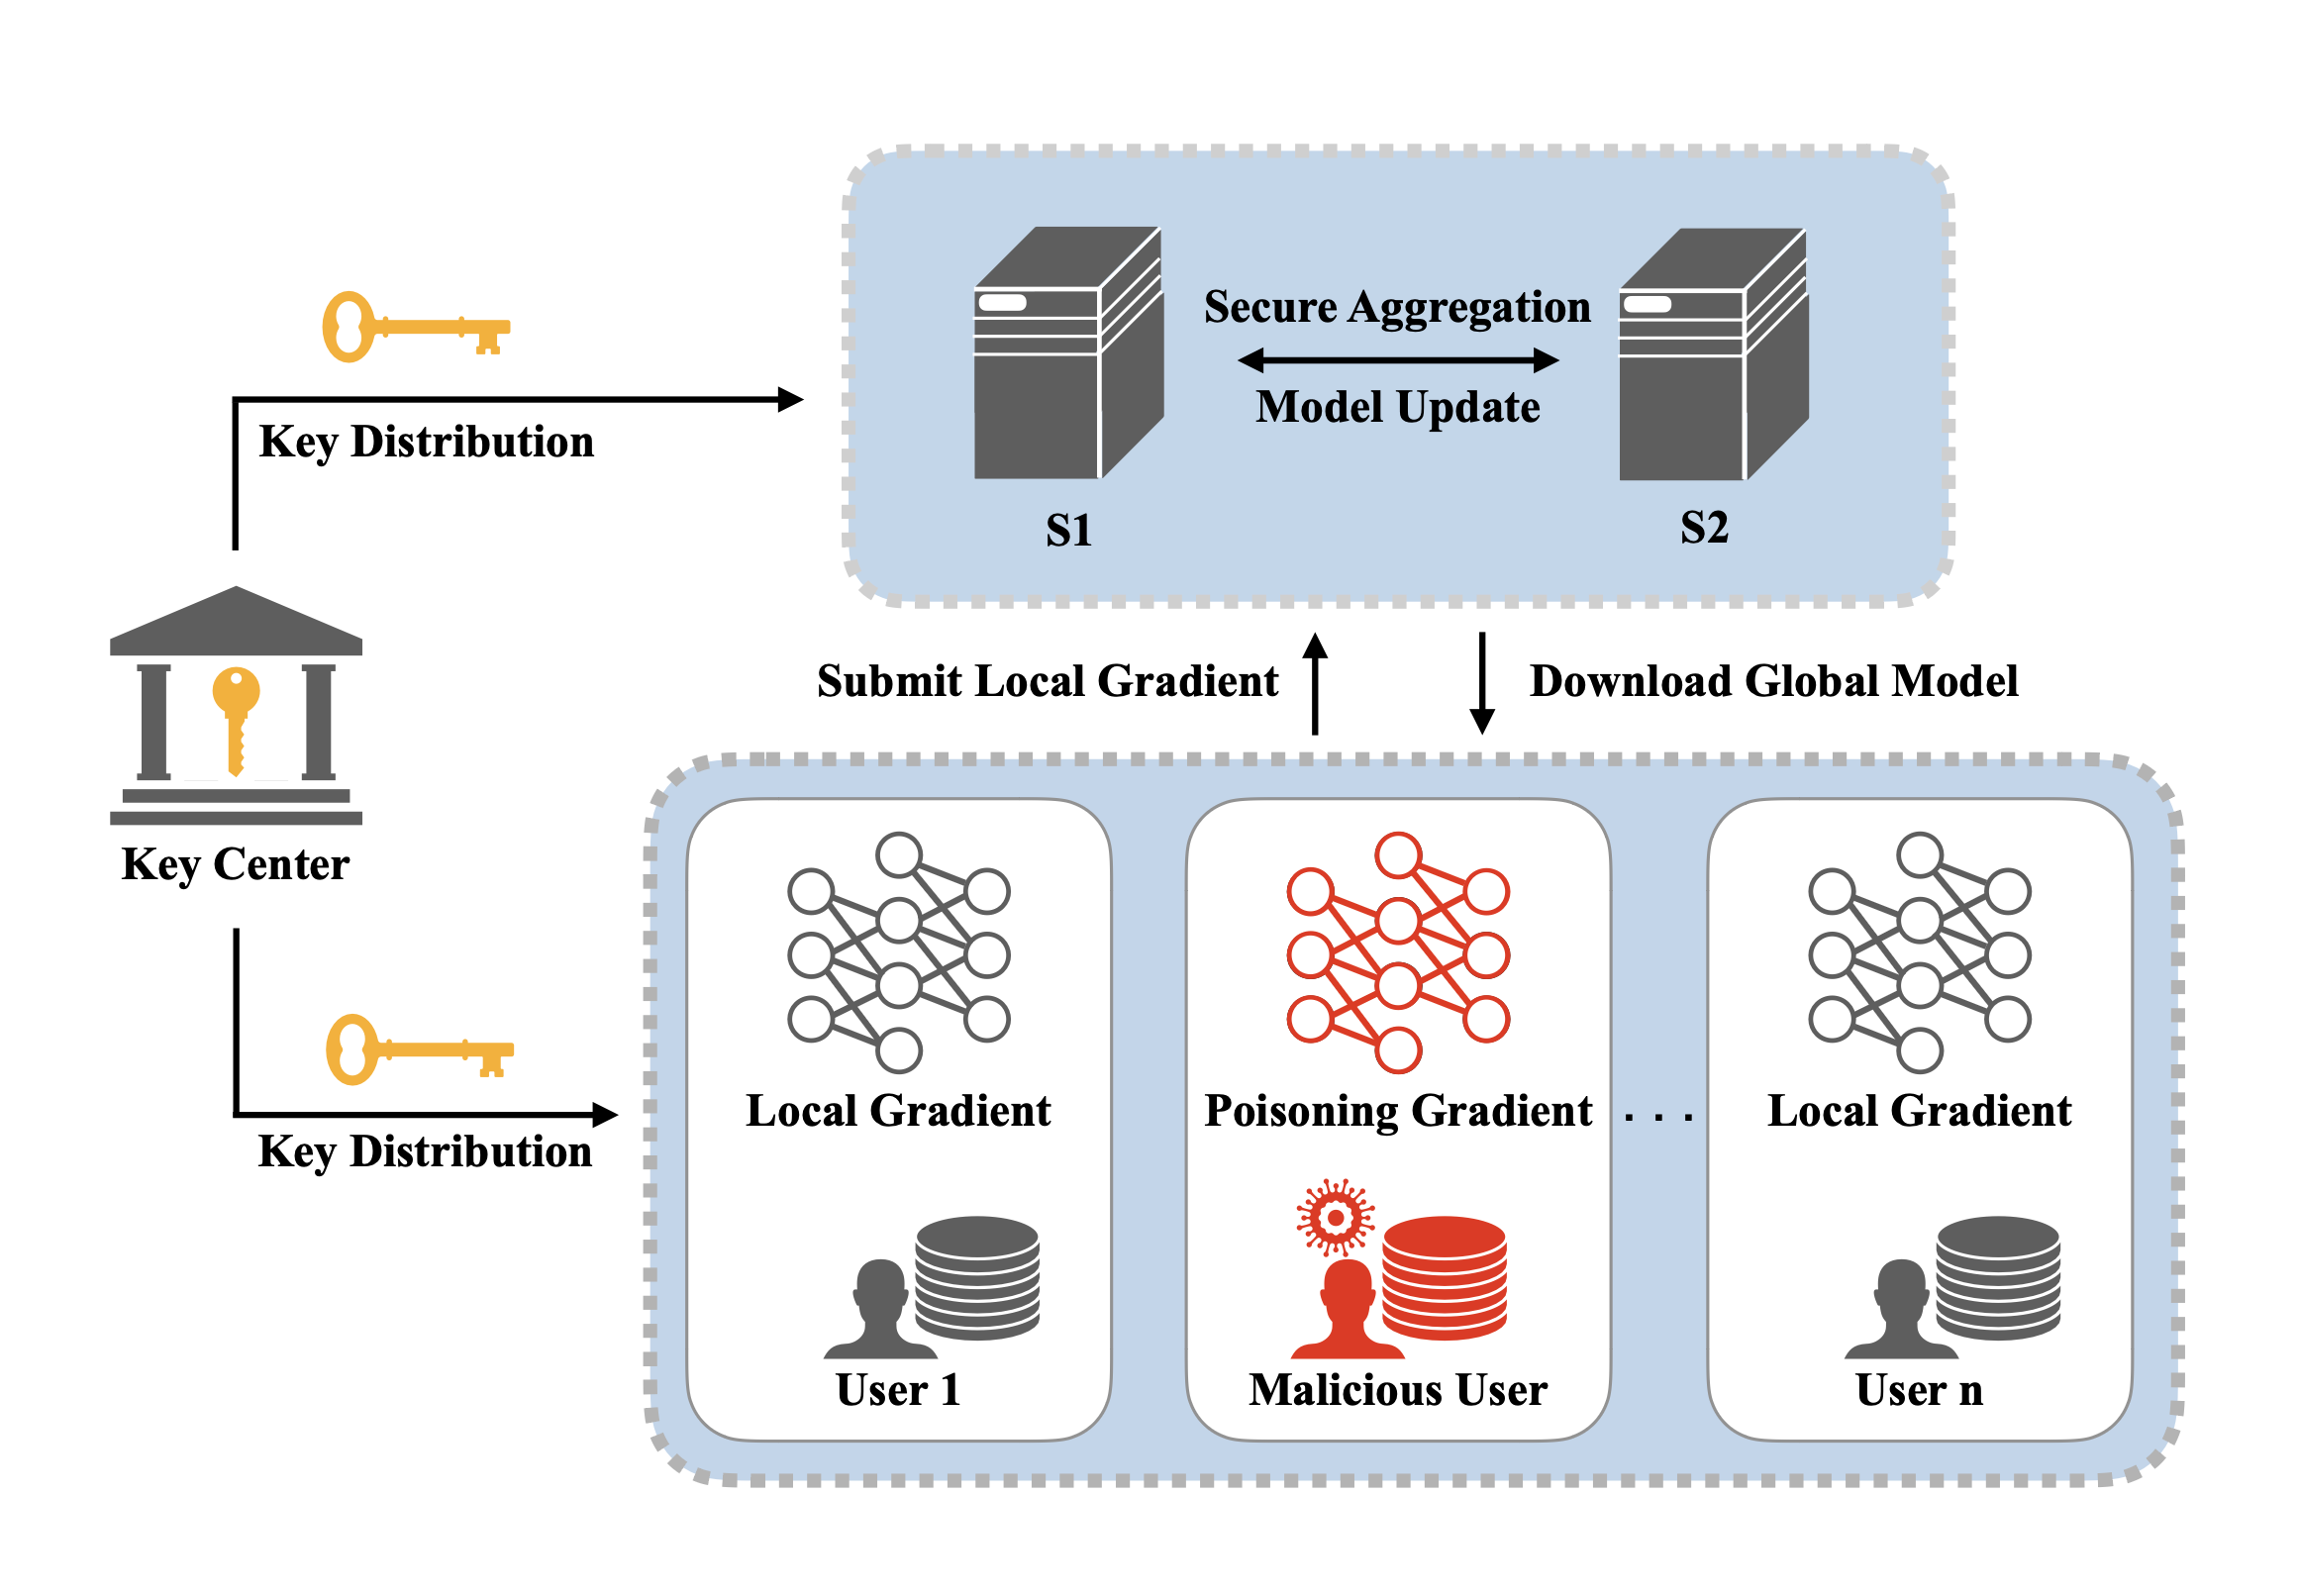 Secure Aggregation
Model Update
Key Distribution
S1
S2
Submit Local Gradient
Download Global Model
Key Center
Local Gradient
Poisoning Gradient
. . .
Local Gradient
Key Distribution
User 1
Malicious User
User n